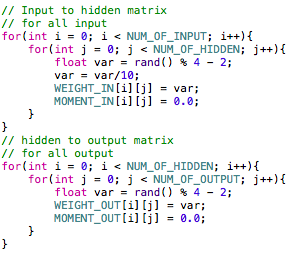 // Input to hidden matrix
// for all input
for(int i = 0; i < NUM_OF_INPUT; i++){
    for(int j = 0; j < NUM_OF_HIDDEN; j++){
        float var = rand() % 4 - 2;
        var = var/10;
        WEIGHT_IN[i][j] = var;
        MOMENT_IN[i][j] = 0.0;
    }
}
// hidden to output matrix
// for all output
for(int i = 0; i < NUM_OF_HIDDEN; i++){
    for(int j = 0; j < NUM_OF_OUTPUT; j++){
        float var = rand() % 4 - 2;
        WEIGHT_OUT[i][j] = var;
        MOMENT_OUT[i][j] = 0.0;
    }
}